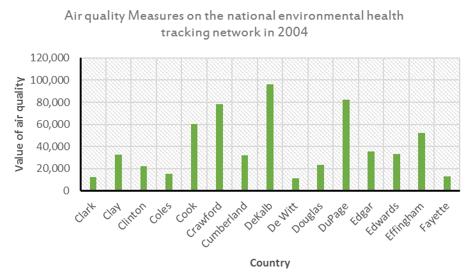 Air quality Measures on the national environmental health
tracking network in 2004
Value of air quality
120,000
100,000
80,000
60,000
40,000
20,000
0
Clark
Clay
Clinton
Coles
Cook
Crawford
Cumberland
DeKalb
De Witt
Douglas
DuPage
Edgar
Edwards
Effingham
Fayette
Country